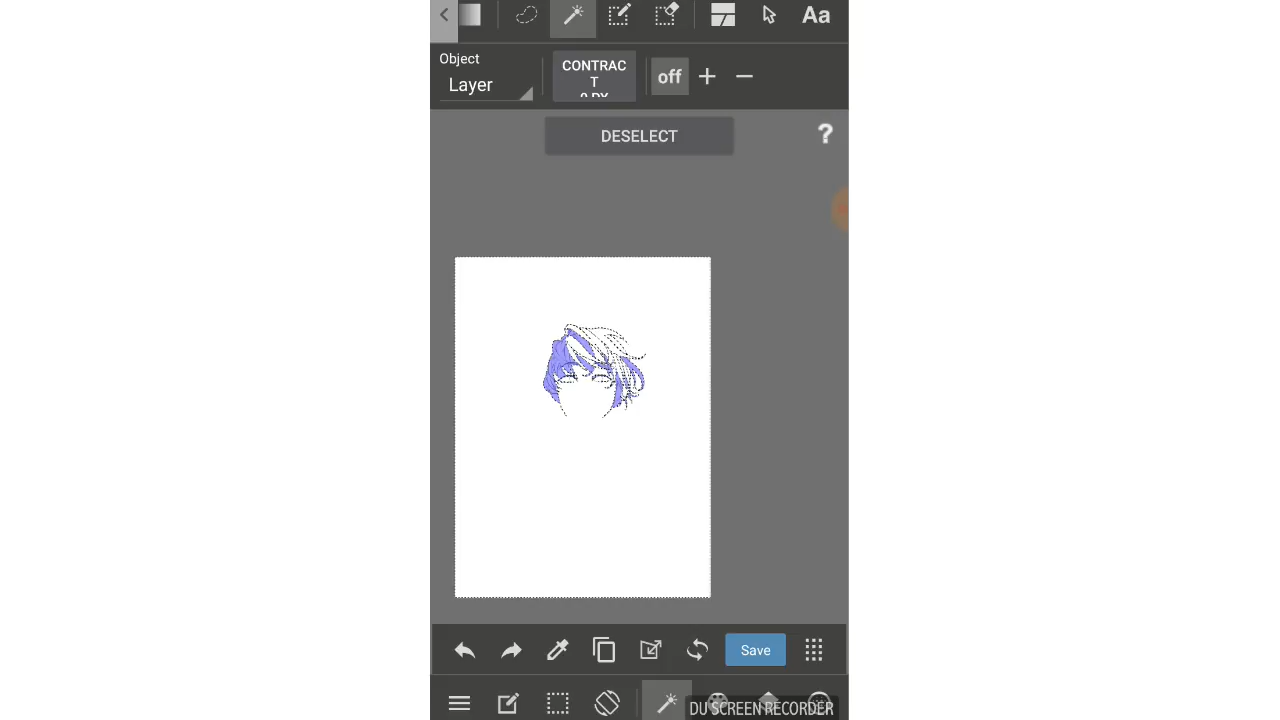 Aa
Object
Layer
CONTRAC
T
off
DESELECT
?
Save
DU SCREEN RECORDER